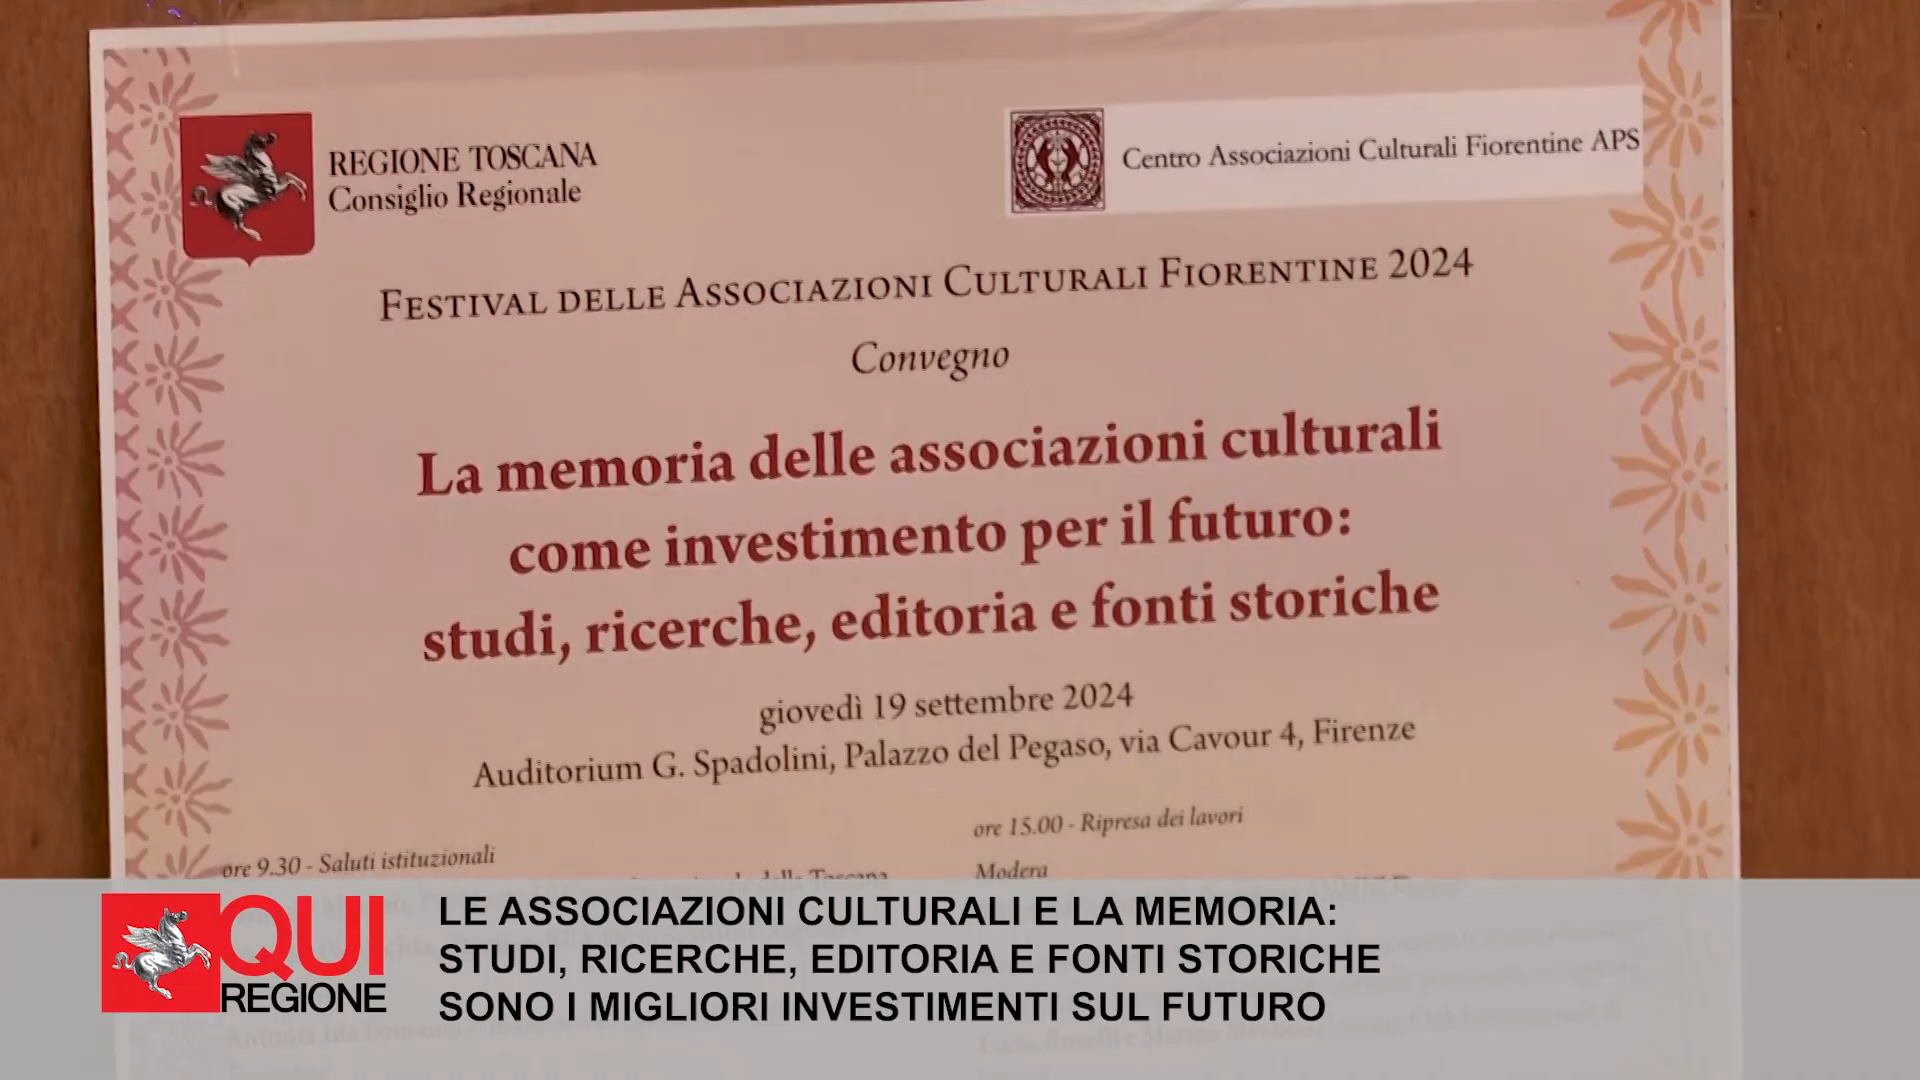 REGIONE TOSCANA
Consiglio Regionale
Centro Associazioni Culturali Fiorentine APS
FESTIVAL DELLE ASSOCIAZIONI CULTURALI FIORENTINE 2024
Convegno
La memoria delle associazioni culturali
come investimento per il futuro:
studi, ricerche, editoria e fonti storiche
giovedì 19 settembre 2024
Auditorium G. Spadolini, Palazzo del Pegaso, via Cavour 4, Firenze
ore 9.30 - Saluti istituzionali
ore 15.00 - Ripresa dei lavori
Modera
QUI
REGIONE
LE ASSOCIAZIONI CULTURALI E LA MEMORIA:
STUDI, RICERCHE, EDITORIA E FONTI STORICHE
SONO I MIGLIORI INVESTIMENTI SUL FUTURO